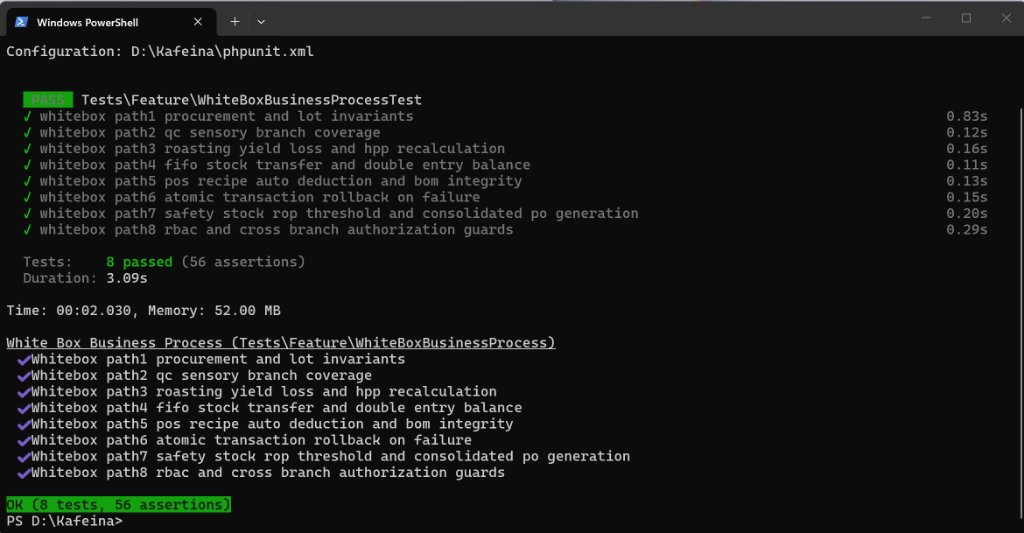 Windows PowerShell
Configuration: D:\Kafeina\phpunit.xml
PASS Tests\Feature\WhiteBoxBusinessProcessTest
✓ whitebox path1 procurement and lot invariants 0.83s
✓ whitebox path2 qc sensory branch coverage 0.12s
✓ whitebox path3 roasting yield loss and hpp recalculation 0.16s
✓ whitebox path4 fifo stock transfer and double entry balance 0.11s
✓ whitebox path5 pos recipe auto deduction and bom integrity 0.13s
✓ whitebox path6 atomic transaction rollback on failure 0.15s
✓ whitebox path7 safety stock rop threshold and consolidated po generation 0.20s
✓ whitebox path8 rbac and cross branch authorization guards 0.29s
Tests: 8 passed (56 assertions)
Duration: 3.09s
Time: 00:02.030, Memory: 52.00 MB
White Box Business Process (Tests\Feature\WhiteBoxBusinessProcess)
✓Whitebox path1 procurement and lot invariants
✓Whitebox path2 qc sensory branch coverage
✓Whitebox path3 roasting yield loss and hpp recalculation
✓Whitebox path4 fifo stock transfer and double entry balance
✓Whitebox path5 pos recipe auto deduction and bom integrity
✓Whitebox path6 atomic transaction rollback on failure
✓Whitebox path7 safety stock rop threshold and consolidated po generation
✓Whitebox path8 rbac and cross branch authorization guards
OK (8 tests, 56 assertions)
PS D:\Kafeina>